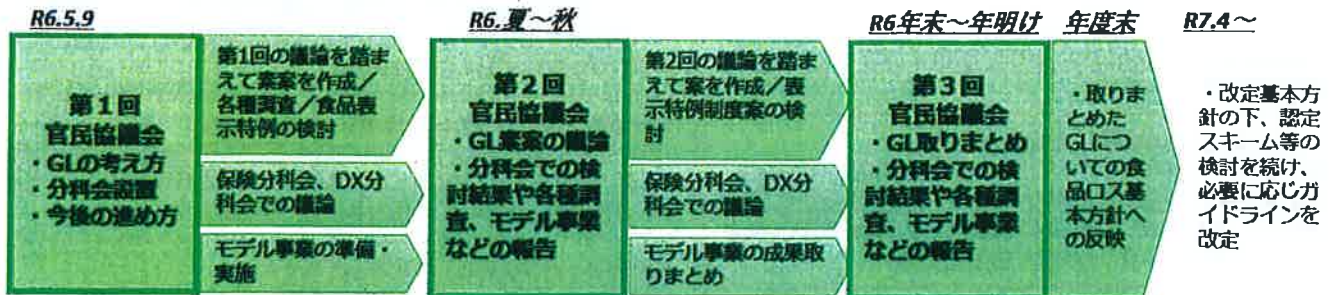 R6.5.9
第1回
官民協議会
・GLの考え方
・分科会設置
・今後の進め方
第1回の議論を踏ま
えて素案を作成/
各種調査/食品表
示特例の検討
保険分科会、DX分
科会での議論
モデル事業の準備・
実施
R6.夏~秋
第2回
官民協議会
・GL素案の議論
・分科会での検
討結果や各種調
査、モデル事業
などの報告
第2回の議論を踏ま
えて案を作成/表
示特例制度案の検
討
保険分科会、DX分
科会での議論
モデル事業の成果取
りまとめ
R6年末~年明け
第3回
官民協議会
・GL取りまとめ
・分科会での検
討結果や各種調
査、モデル事業
などの報告
年度末
・取りま
とめた
GLにつ
いての食
品ロス基
本方針へ
の反映
R7.4~
・改定基本方
針の下、認定
スキーム等の
検討を続け、
必要に応じガ
イドラインを
改定